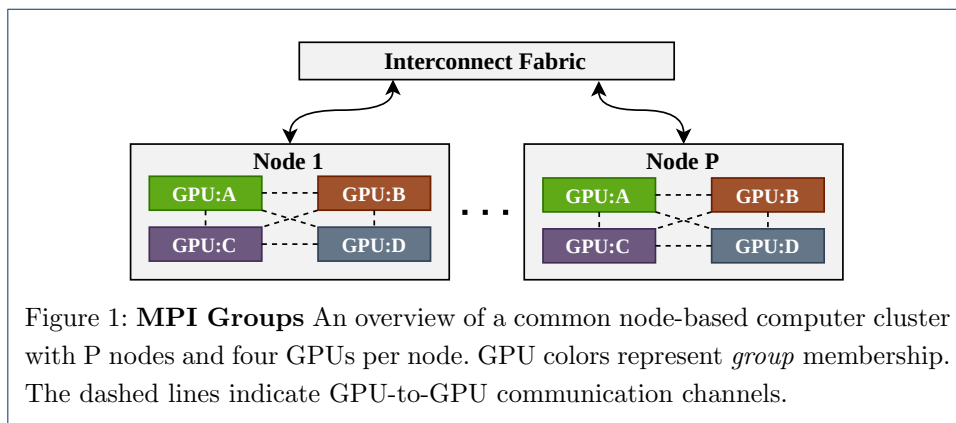 Interconnect Fabric
Node 1
GPU:A GPU:B
GPU:C GPU:D
. . .
Node P
GPU:A GPU:B
GPU:C GPU:D
Figure 1: MPI Groups An overview of a common node-based computer cluster
with P nodes and four GPUs per node. GPU colors represent group membership.
The dashed lines indicate GPU-to-GPU communication channels.